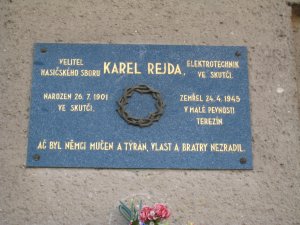 VELITEL
HASIČSKÉHO SBORU
KAREL REJDA,
ELEKTROTECHNIK
VE SKUTČI.
NAROZEN 26. 7. 1901
VE SKUTČI.
ZEMŘEL 24. 4. 1945
V MALÉ PEVNOSTI
TEREZÍN
AČ BYL NĚMCI MUČEN A TÝRÁN, VLAST A BRATRY NEZRADIL.